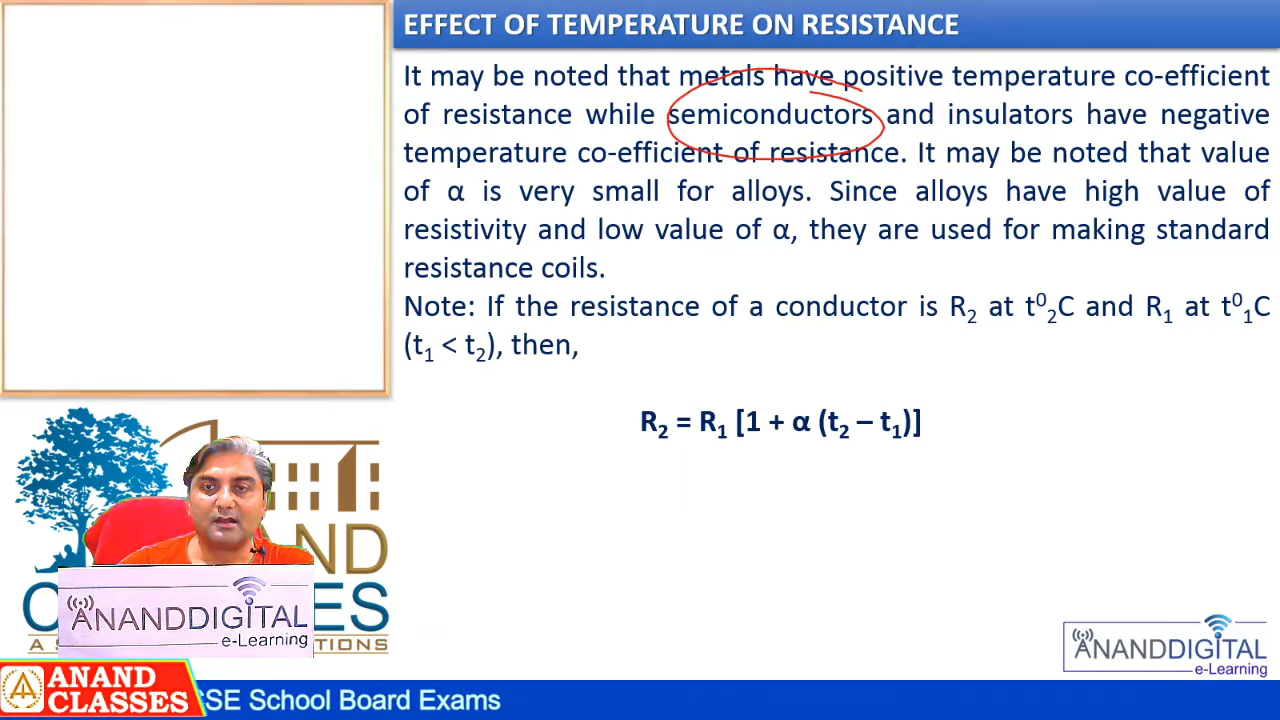 EFFECT OF TEMPERATURE ON RESISTANCE
It may be noted that metals have positive temperature co-efficient
of resistance while semiconductors and insulators have negative
temperature co-efficient of resistance. It may be noted that value
of α is very small for alloys. Since alloys have high value of
resistivity and low value of α, they are used for making standard
resistance coils.
Note: If the resistance of a conductor is R₂ at t⁰₂C and R₁ at t⁰₁C
(t₁ < t₂), then,
R₂ = R₁ [1 + α (t₂ – t₁)]
ANANDDIGITAL
e-Learning
ANANDDIGITAL
e-Learning
ANAND
CLASSES
School Board Exams